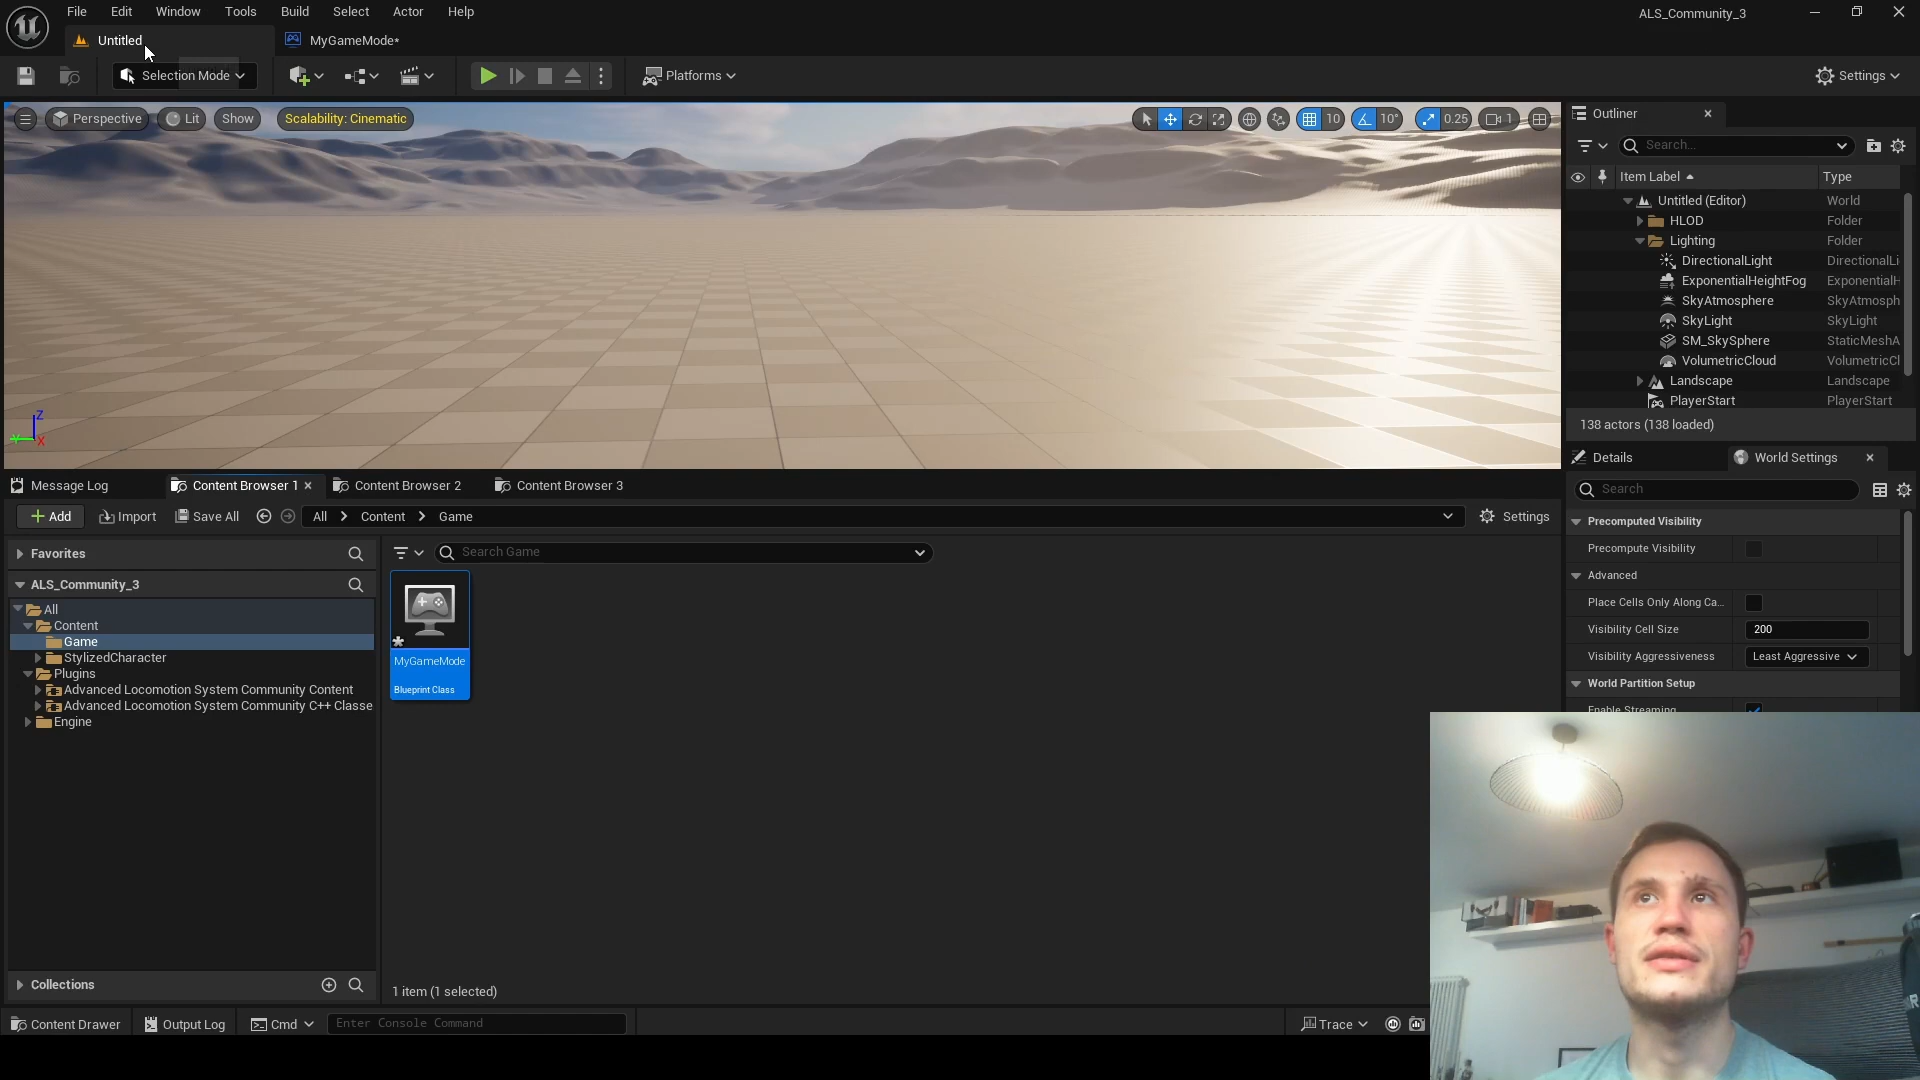 File Edit Window Tools Build Select Actor Help
ALS_Community_3
Untitled
MyGameMode*
Selection Mode
Platforms
Settings
Perspective
Lit
Show
Scalability: Cinematic
10
10°
0.25
1
Z
Y
X
Outliner
Search...
Item Label
Type
Untitled (Editor) World
HLOD Folder
Lighting Folder
DirectionalLight DirectionalLi
ExponentialHeightFog ExponentialH
SkyAtmosphere SkyAtmosph
SkyLight SkyLight
SM_SkySphere StaticMeshA
VolumetricCloud VolumetricCl
Landscape Landscape
PlayerStart PlayerStart
138 actors (138 loaded)
Details
World Settings
Search
Precomputed Visibility
Precompute Visibility
Advanced
Place Cells Only Along Ca...
Visibility Cell Size 200
Visibility Aggressiveness Least Aggressive
World Partition Setup
Enable Streaming
Message Log
Content Browser 1
Content Browser 2
Content Browser 3
+ Add
Import
Save All
All > Content > Game
Settings
Favorites
Search Game
ALS_Community_3
All
Content
Game
StylizedCharacter
Plugins
Advanced Locomotion System Community Content
Advanced Locomotion System Community C++ Classe
Engine
MyGameMode
Blueprint Class
Collections
1 item (1 selected)
Content Drawer
Output Log
Cmd
Enter Console Command
Trace